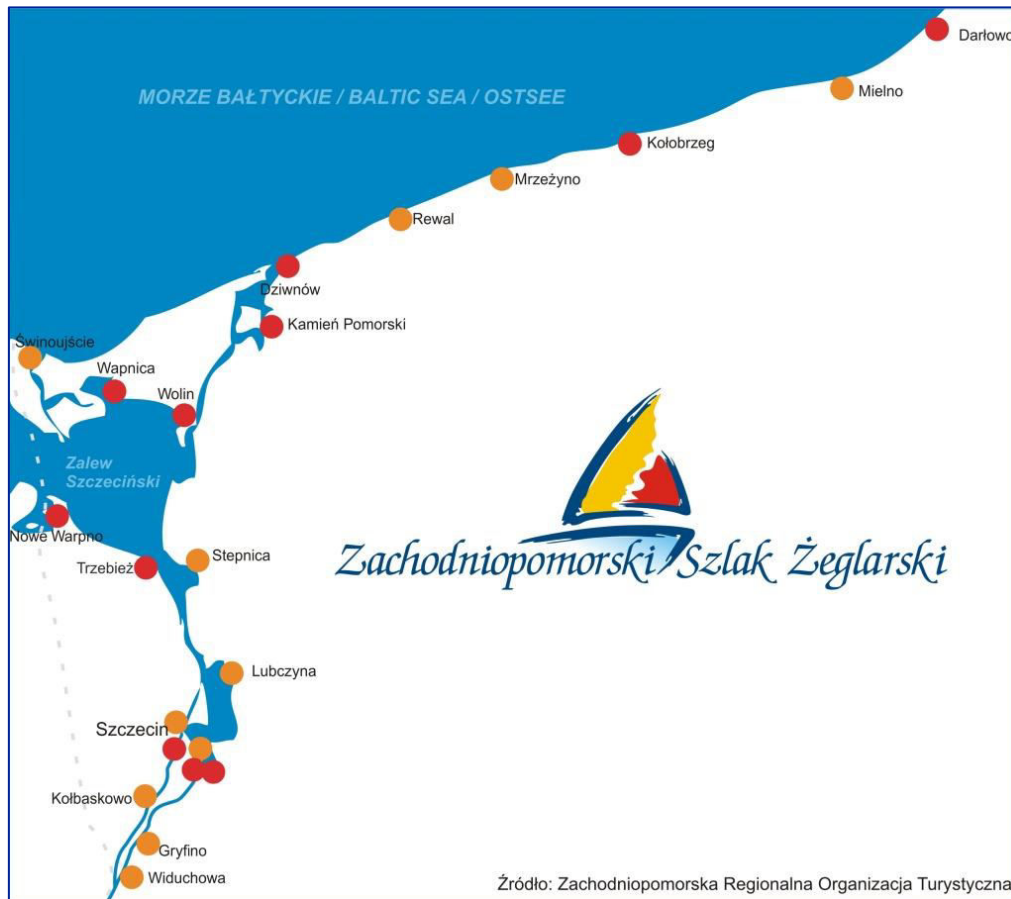 MORZE BAŁTYCKIE / BALTIC SEA / OSTSEE
Darłowo
Mielno
Kołobrzeg
Mrzeżyno
Rewal
Dziwnów
Kamień Pomorski
Świnoujście
Wapnica
Wolin
Zalew
Szczeciński
Nowe Warpno
Trzebież
Stepnica
Zachodniopomorski Szlak Żeglarski
Lubczyna
Szczecin
Kołbaskowo
Gryfino
Widuchowa
Źródło: Zachodniopomorska Regionalna Organizacja Turystyczna